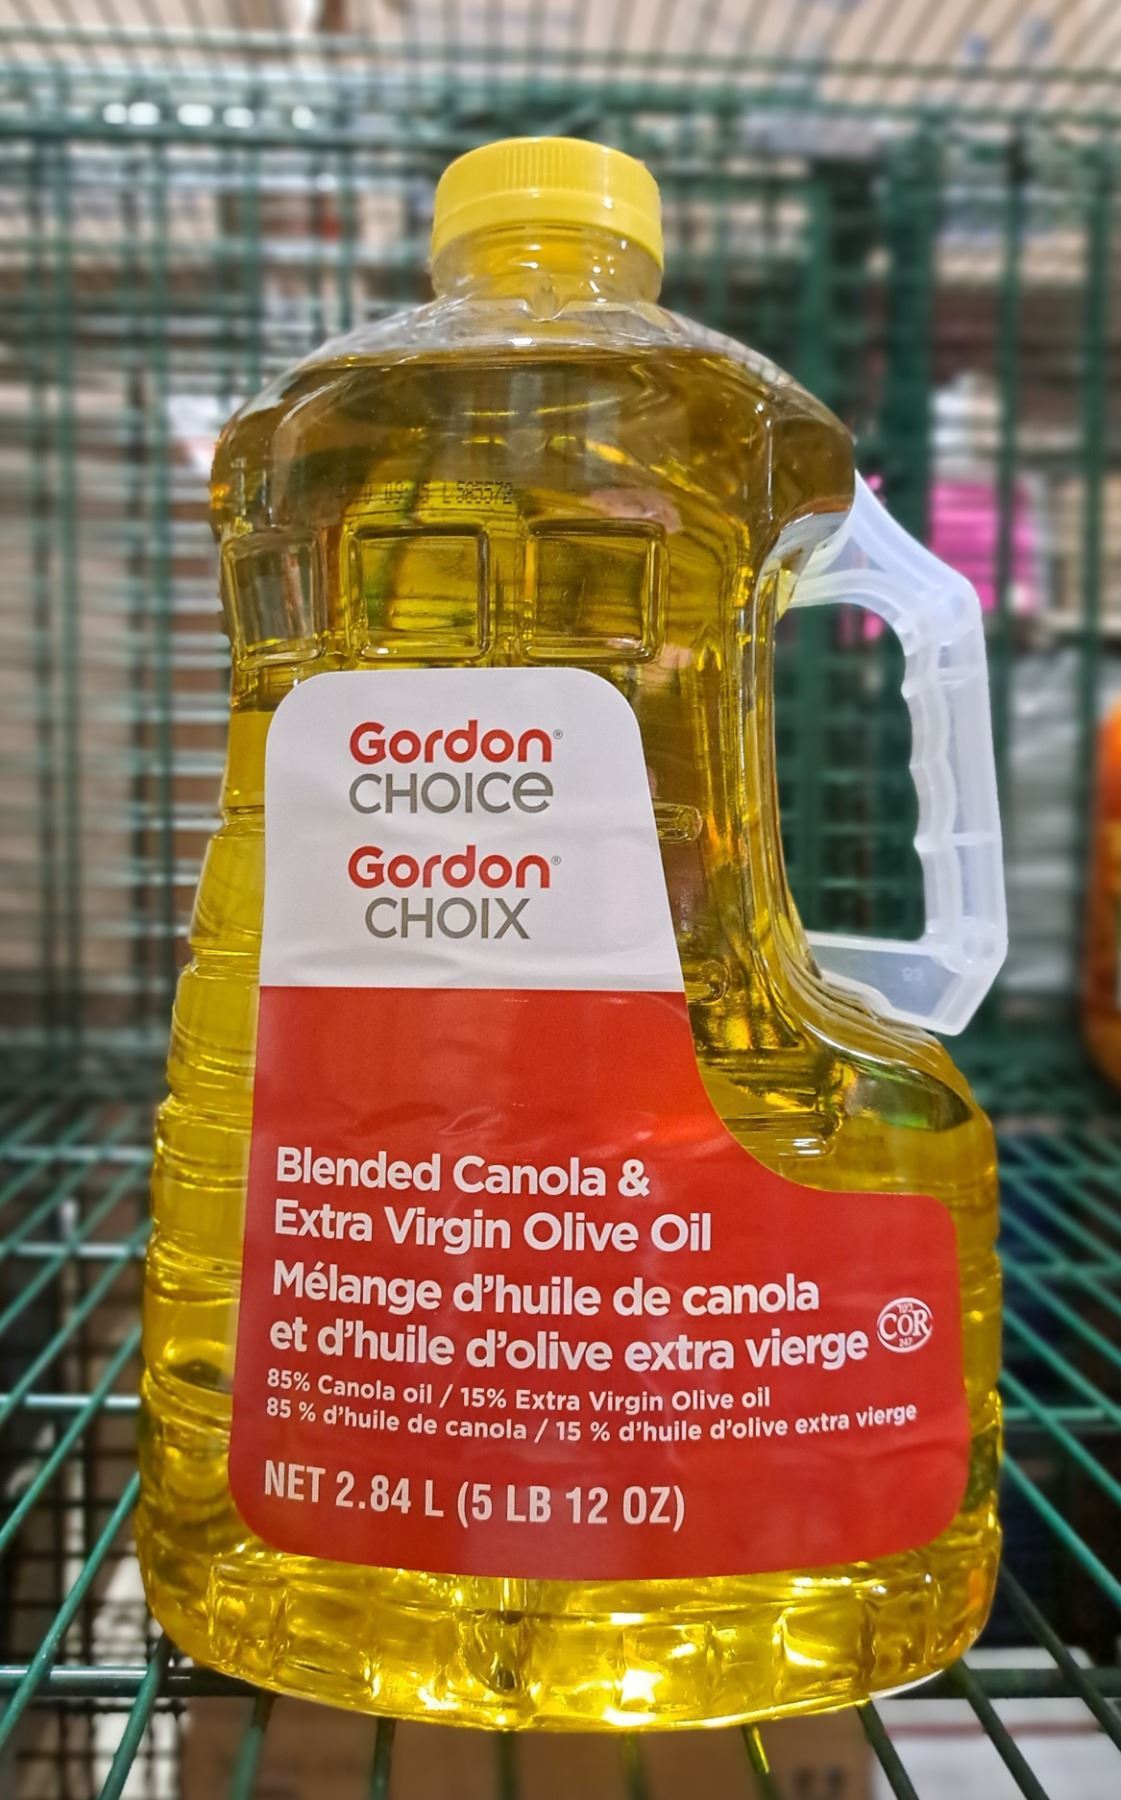 Gordon®
CHOICe
Gordon®
CHOIX
Blended Canola &
Extra Virgin Olive Oil
Mélange d'huile de canola
et d'huile d'olive extra vierge
COR
247
85% Canola oil / 15% Extra Virgin Olive oil
85 % d'huile de canola / 15 % d'huile d'olive extra vierge
NET 2.84 L (5 LB 12 OZ)